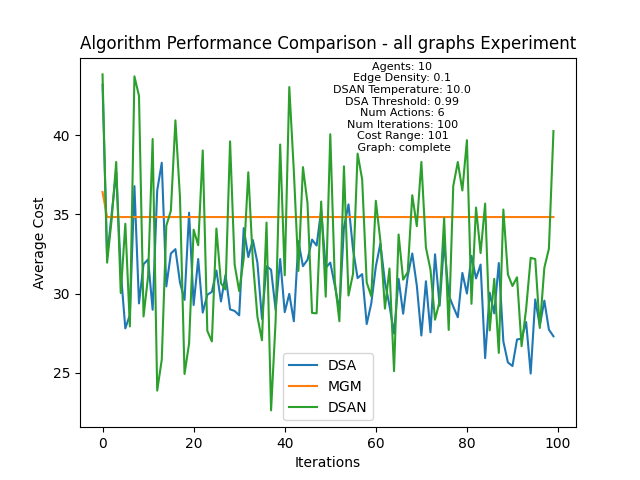 Algorithm Performance Comparison - all graphs Experiment
Agents: 10
Edge Density: 0.1
DSAN Temperature: 10.0
DSA Threshold: 0.99
Num Actions: 6
Num Iterations: 100
Cost Range: 101
Graph: complete
Average Cost
40
35
30
25
DSA
MGM
DSAN
0
20
40
60
80
100
Iterations